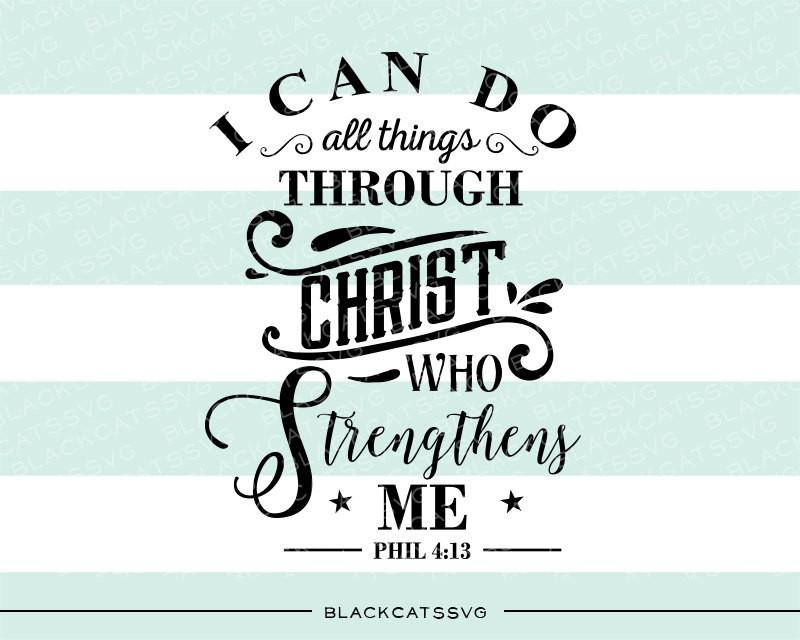 I CAN DO
all things
THROUGH
CHRIST
WHO
Strengthens
ME
PHIL 4:13
BLACKCATSSVG